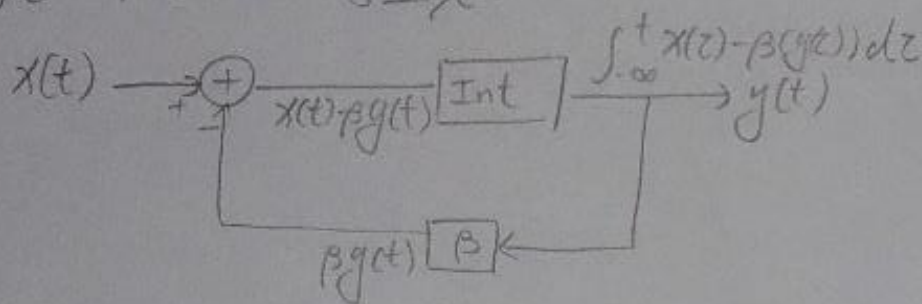 ∫_{-∞}^{t} x(τ)-β(y(τ))dτ
x(t) + + x(t)-βy(t) Int y(t)
-
βy(t) β